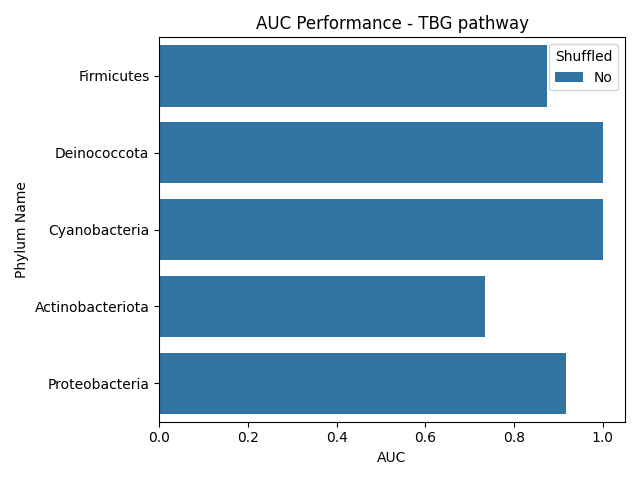 AUC Performance - TBG pathway
Shuffled
No
Phylum Name
Firmicutes
Deinococcota
Cyanobacteria
Actinobacteriota
Proteobacteria
0.0 0.2 0.4 0.6 0.8 1.0
AUC